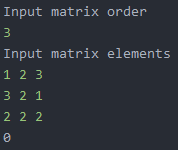 Input matrix order
3
Input matrix elements
1 2 3
3 2 1
2 2 2
0